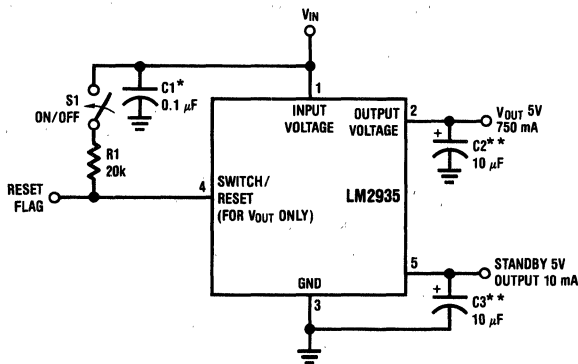 VIN
S1
ON/OFF
C1*
0.1 μF
1
INPUT
VOLTAGE
OUTPUT
VOLTAGE
2
VOUT 5V
750 mA
+
C2**
10 μF
R1
20k
RESET
FLAG
4
SWITCH/
RESET
(FOR VOUT ONLY)
LM2935
5
STANDBY 5V
OUTPUT 10 mA
+
C3**
10 μF
GND
3